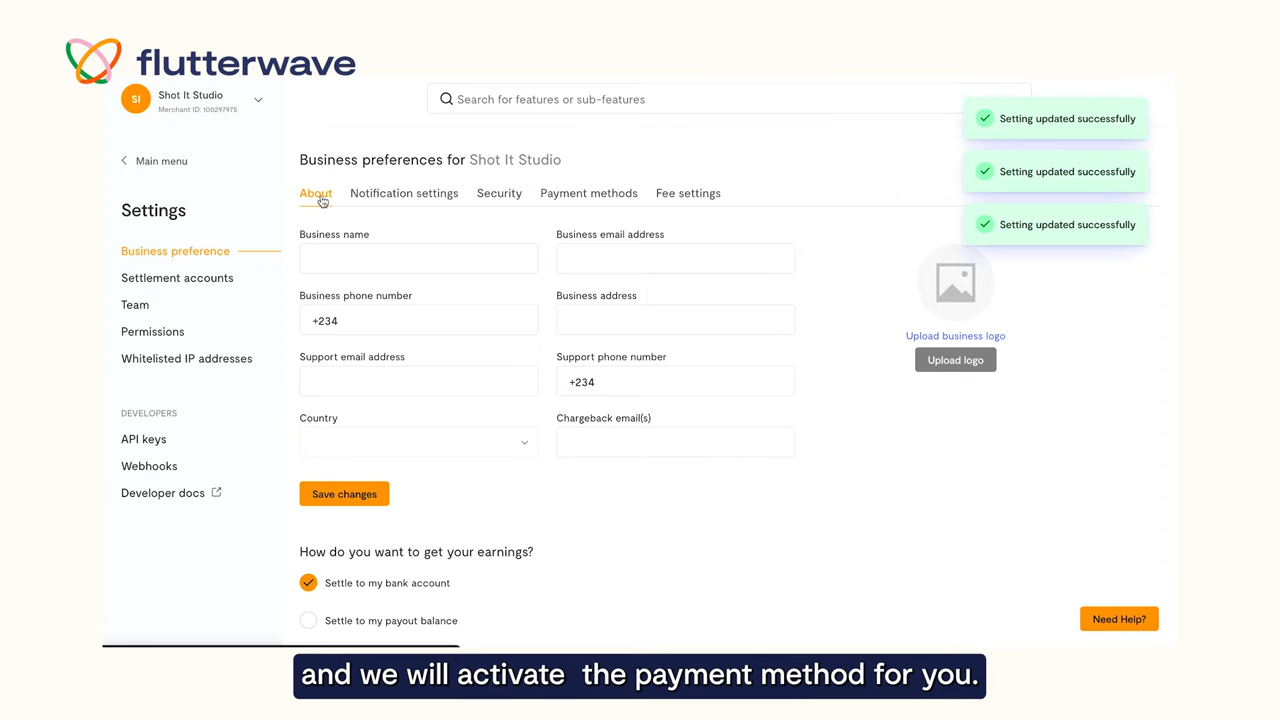 flutterwave
SI
Shot It Studio
Merchant ID: 100297975
Search for features or sub-features
Setting updated successfully
Setting updated successfully
Setting updated successfully
Main menu
Settings
Business preference
Settlement accounts
Team
Permissions
Whitelisted IP addresses
DEVELOPERS
API keys
Webhooks
Developer docs
Business preferences for Shot It Studio
About Notification settings Security Payment methods Fee settings
Business name Business email address
Business phone number Business address
+234
Support email address Support phone number
+234
Country Chargeback email(s)
Save changes
Upload business logo
Upload logo
How do you want to get your earnings?
Settle to my bank account
Settle to my payout balance
Need Help?
and we will activate the payment method for you.